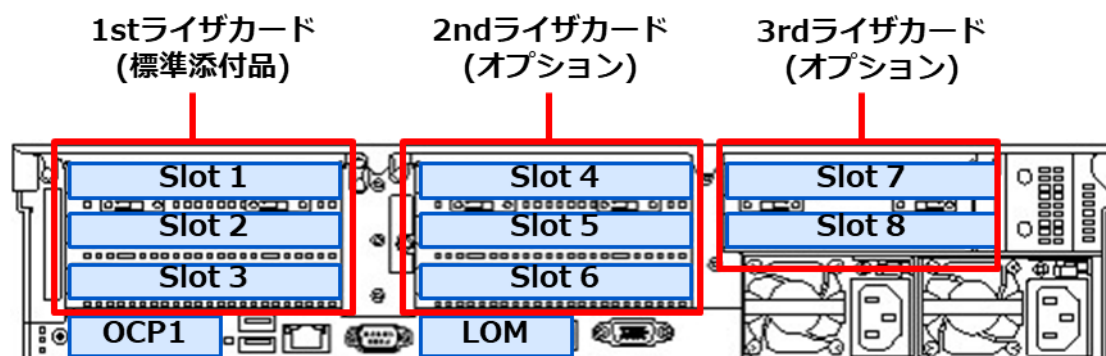 1stライザカード
(標準添付品)
2ndライザカード
(オプション)
3rdライザカード
(オプション)
Slot 1
Slot 4
Slot 7
Slot 2
Slot 5
Slot 8
Slot 3
Slot 6
OCP1
LOM